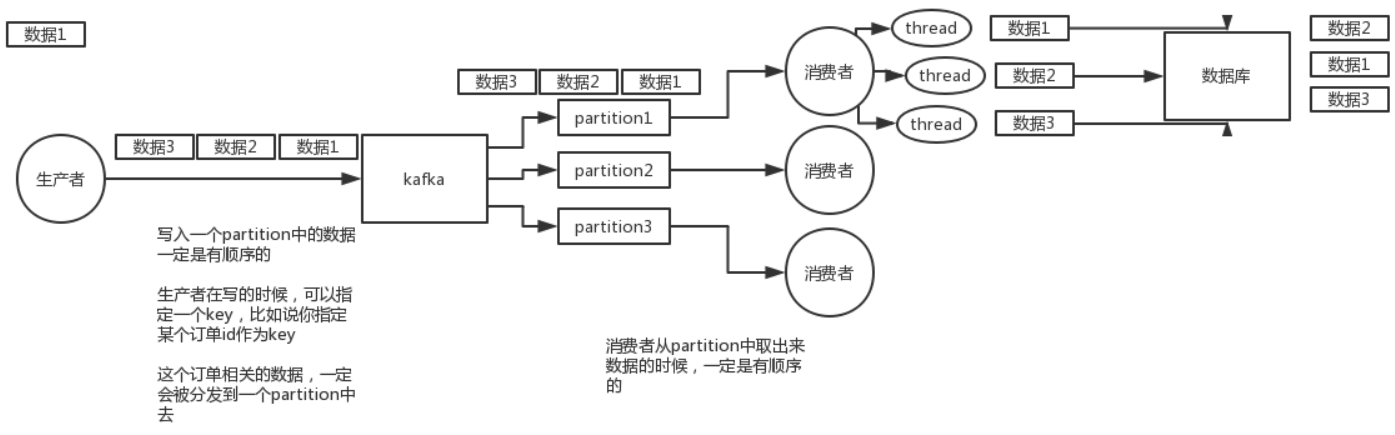 数据1
生产者
数据3
数据2
数据1
kafka
写入一个partition中的数据
一定是有顺序的
生产者在写的时候，可以指
定一个key，比如说你指定
某个订单id作为key
这个订单相关的数据，一定
会被分发到一个partition中
去
数据3
数据2
数据1
partition1
partition2
partition3
消费者
消费者
消费者
消费者从partition中取出来
数据的时候，一定是有顺序
的
thread
thread
thread
数据1
数据2
数据3
数据库
数据2
数据1
数据3